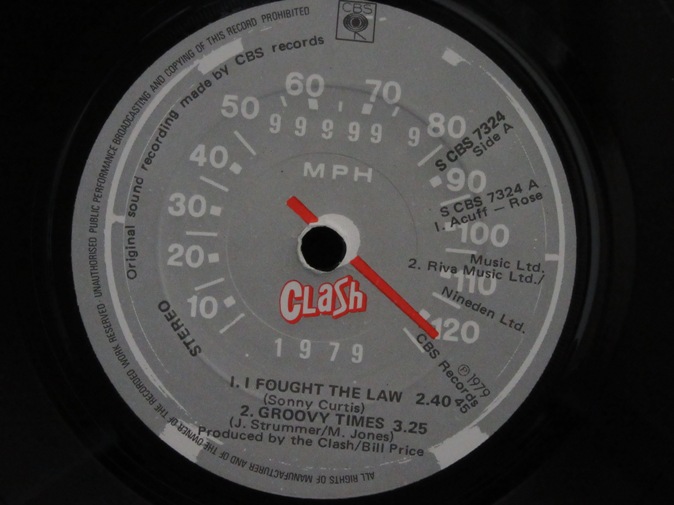 ALL RIGHTS OF MANUFACTURER AND OF THE OWNER OF THE RECORDED WORK RESERVED · UNAUTHORISED PUBLIC PERFORMANCE BROADCASTING AND COPYING OF THIS RECORD PROHIBITED
CBS
Original sound recording made by CBS records
STEREO
10
20
30
40
50
60
70
80
90
100
110
120
99999 9
MPH
S CBS 7324
Side A
S CBS 7324 A
1. Acuff – Rose
Music Ltd.
2. Riva Music Ltd./
Nineden Ltd.
CLASH
1979
℗ 1979
CBS Records
45
1. I FOUGHT THE LAW 2.40
(Sonny Curtis)
2. GROOVY TIMES 3.25
(J. Strummer/M. Jones)
Produced by the Clash/Bill Price